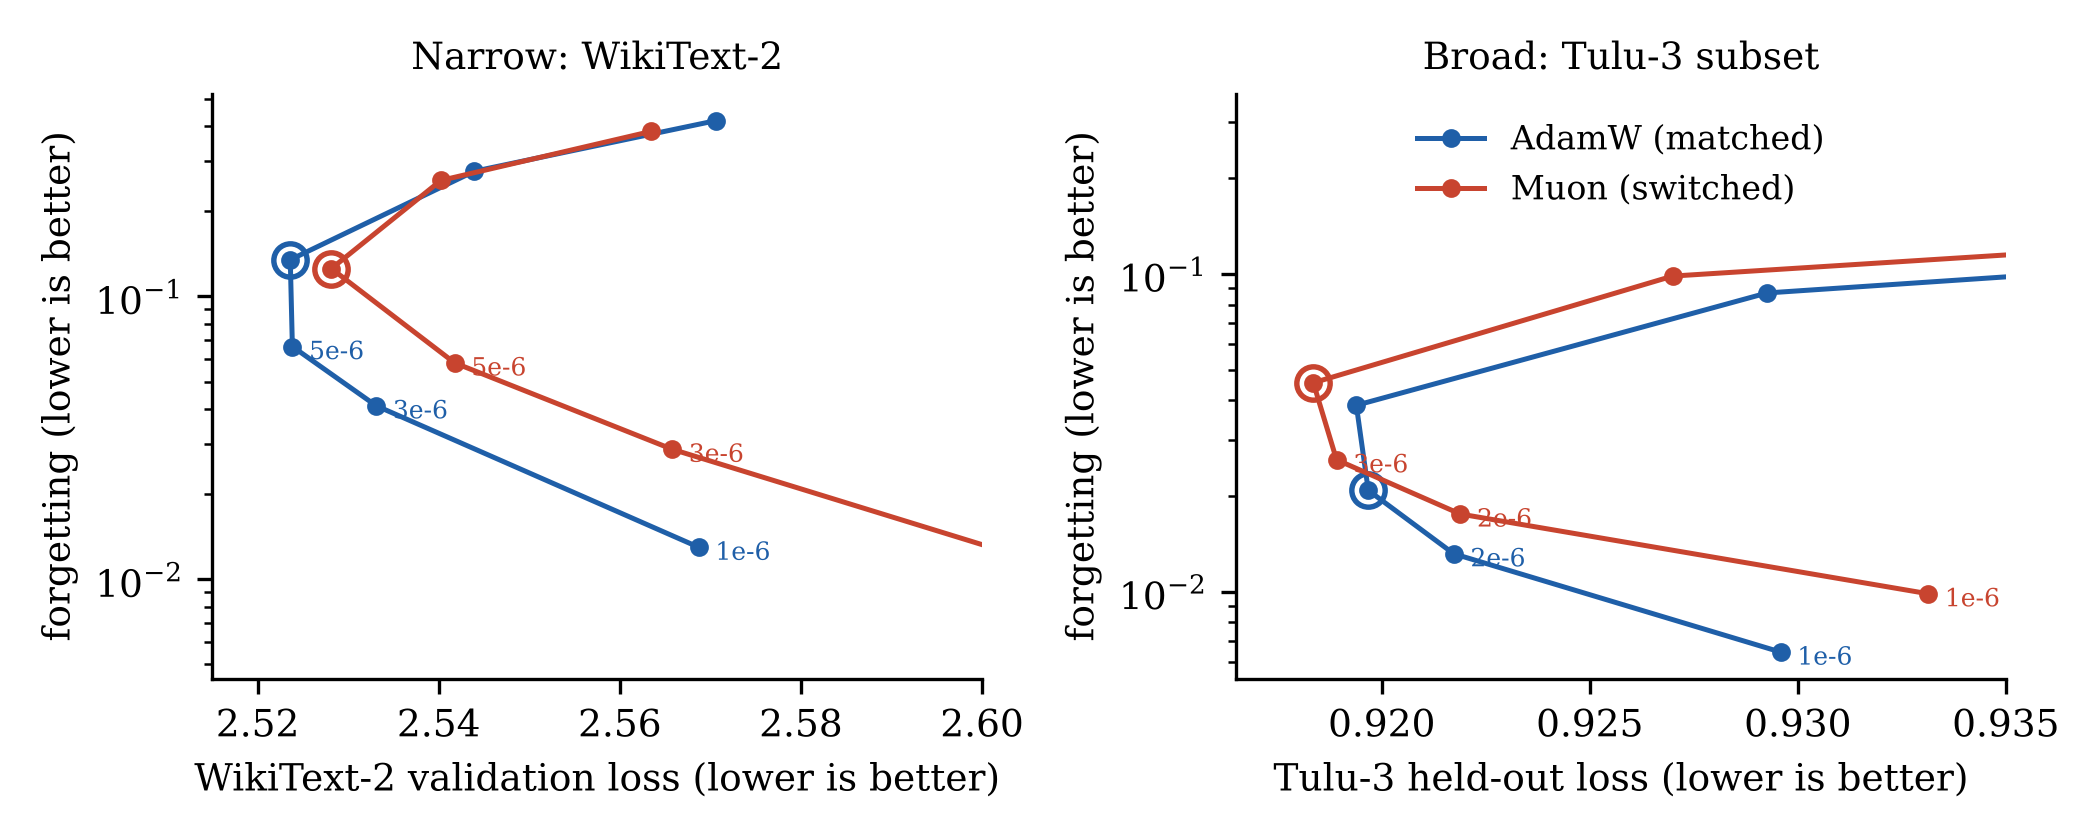 Narrow: WikiText-2
forgetting (lower is better)
10⁻¹
10⁻²
5e-6
3e-6
1e-6
5e-6
3e-6
2.52 2.54 2.56 2.58 2.60
WikiText-2 validation loss (lower is better)
Broad: Tulu-3 subset
AdamW (matched)
Muon (switched)
forgetting (lower is better)
10⁻¹
10⁻²
3e-6
2e-6
2e-6
1e-6
1e-6
0.920 0.925 0.930 0.935
Tulu-3 held-out loss (lower is better)